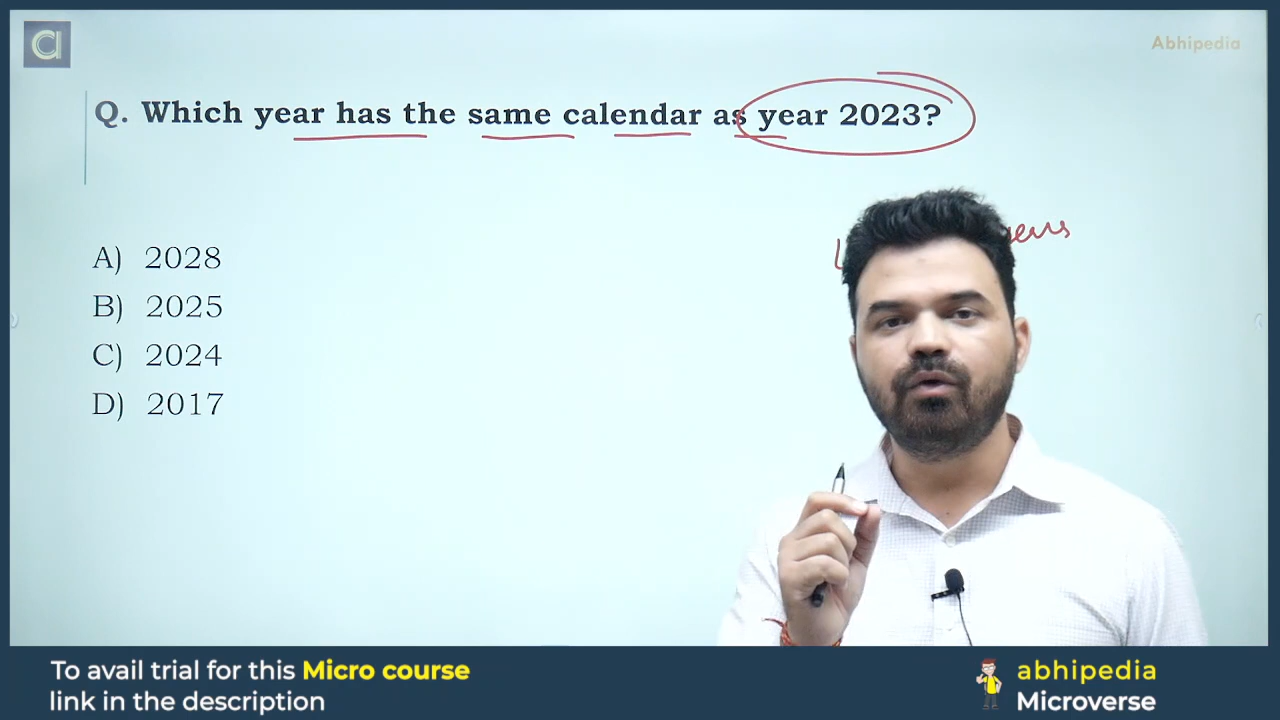 Abhipedia
Q. Which year has the same calendar as year 2023?
A) 2028
B) 2025
C) 2024
D) 2017
To avail trial for this Micro course
link in the description
abhipedia
Microverse